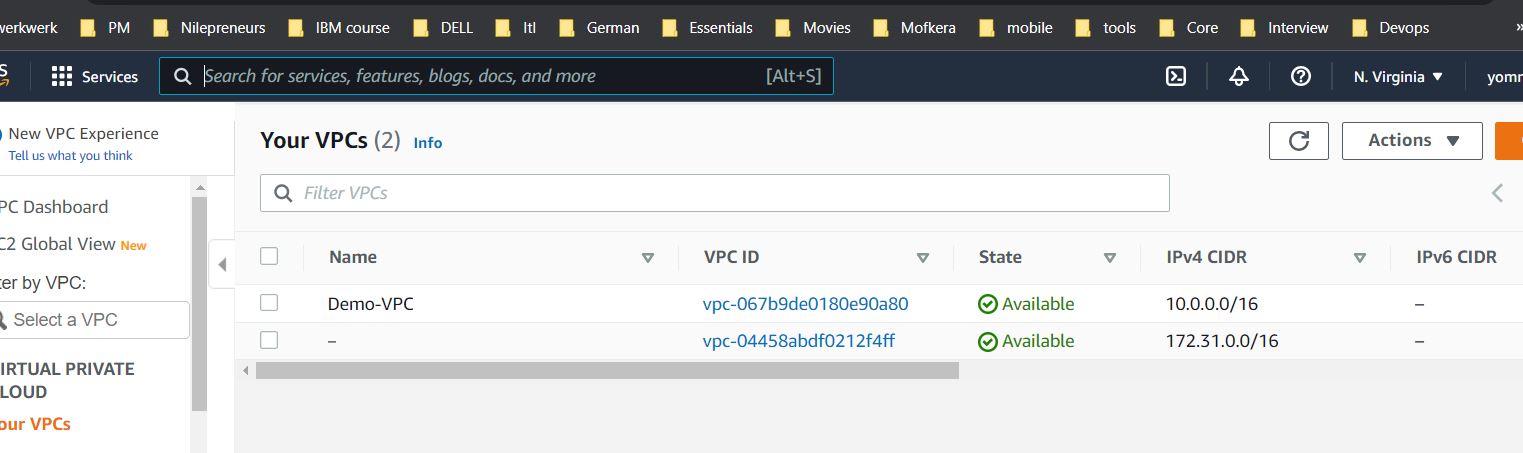 werkwerk PM Nilepreneurs IBM course DELL Itl German Essentials Movies Mofkera mobile tools Core Interview Devops »
S Services Search for services, features, blogs, docs, and more [Alt+S] N. Virginia yomr
New VPC Experience
Tell us what you think
PC Dashboard
C2 Global View New
ter by VPC:
Select a VPC
IRTUAL PRIVATE
LOUD
our VPCs
Your VPCs (2) Info Actions
Filter VPCs
Name VPC ID State IPv4 CIDR IPv6 CIDR
Demo-VPC vpc-067b9de0180e90a80 Available 10.0.0.0/16 –
– vpc-04458abdf0212f4ff Available 172.31.0.0/16 –